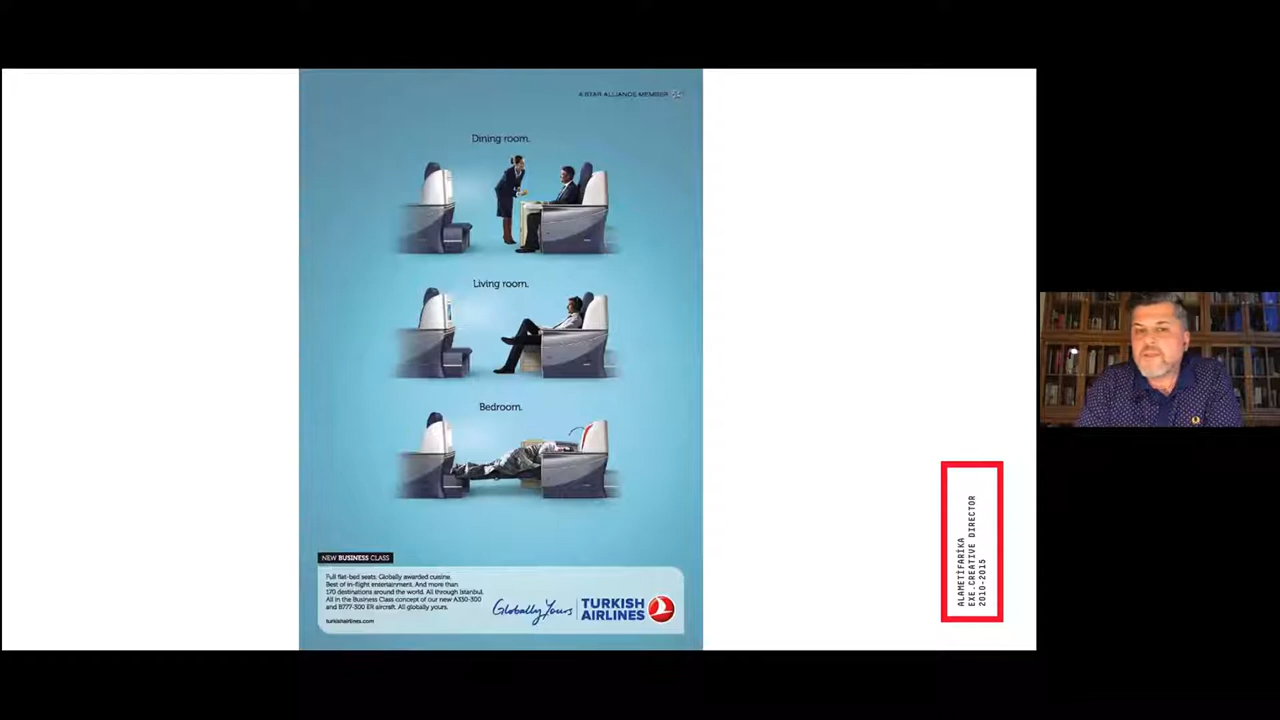 A STAR ALLIANCE MEMBER
Dining room.
Living room.
Bedroom.
NEW BUSINESS CLASS
Full flat-bed seats. Globally awarded cuisine.
Best of in-flight entertainment. And more than
170 destinations around the world. All through Istanbul.
All in the Business Class concept of our new A330-300
and B777-300 ER aircraft. All globally yours.
turkishairlines.com
Globally Yours
TURKISH
AIRLINES
ALAMETİFARİKA
EXE.CREATIVE DIRECTOR
2010-2015